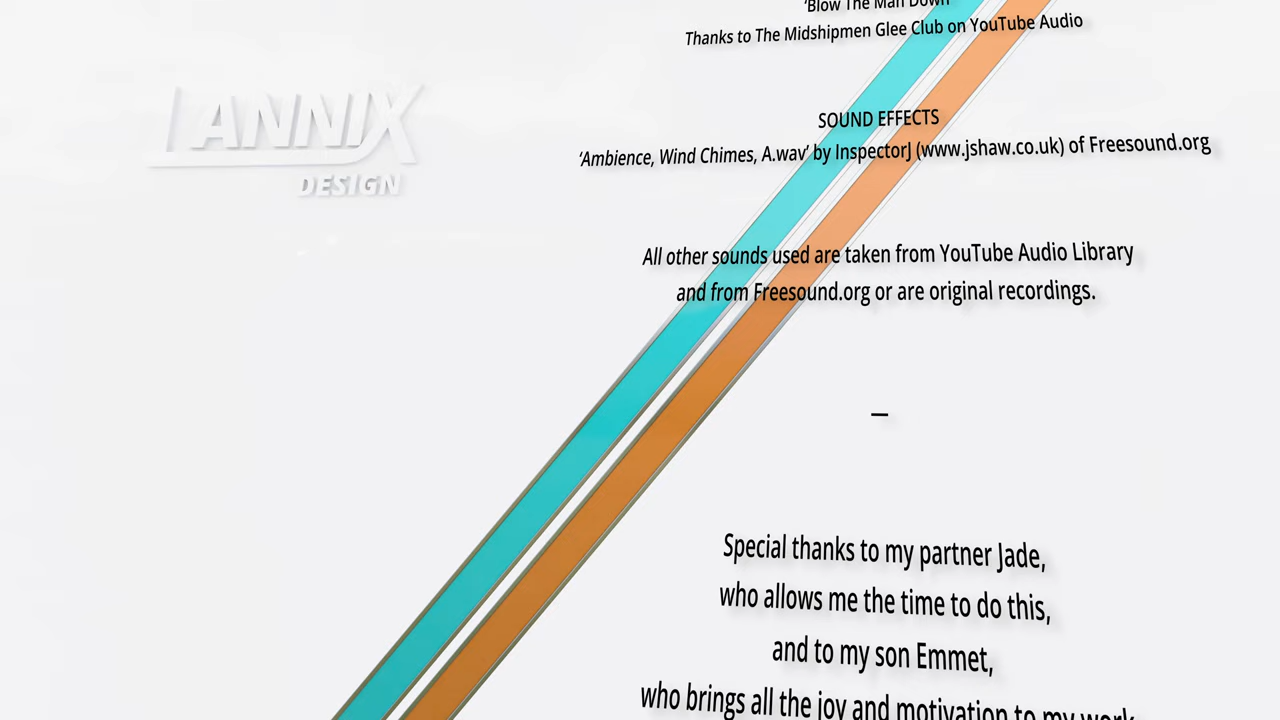 LANNIX
DESIGN
'Blow The Man Down'
Thanks to The Midshipmen Glee Club on YouTube Audio
SOUND EFFECTS
'Ambience, Wind Chimes, A.wav' by InspectorJ (www.jshaw.co.uk) of Freesound.org
All other sounds used are taken from YouTube Audio Library
and from Freesound.org or are original recordings.
–
Special thanks to my partner Jade,
who allows me the time to do this,
and to my son Emmet,
who brings all the joy and motivation to my work